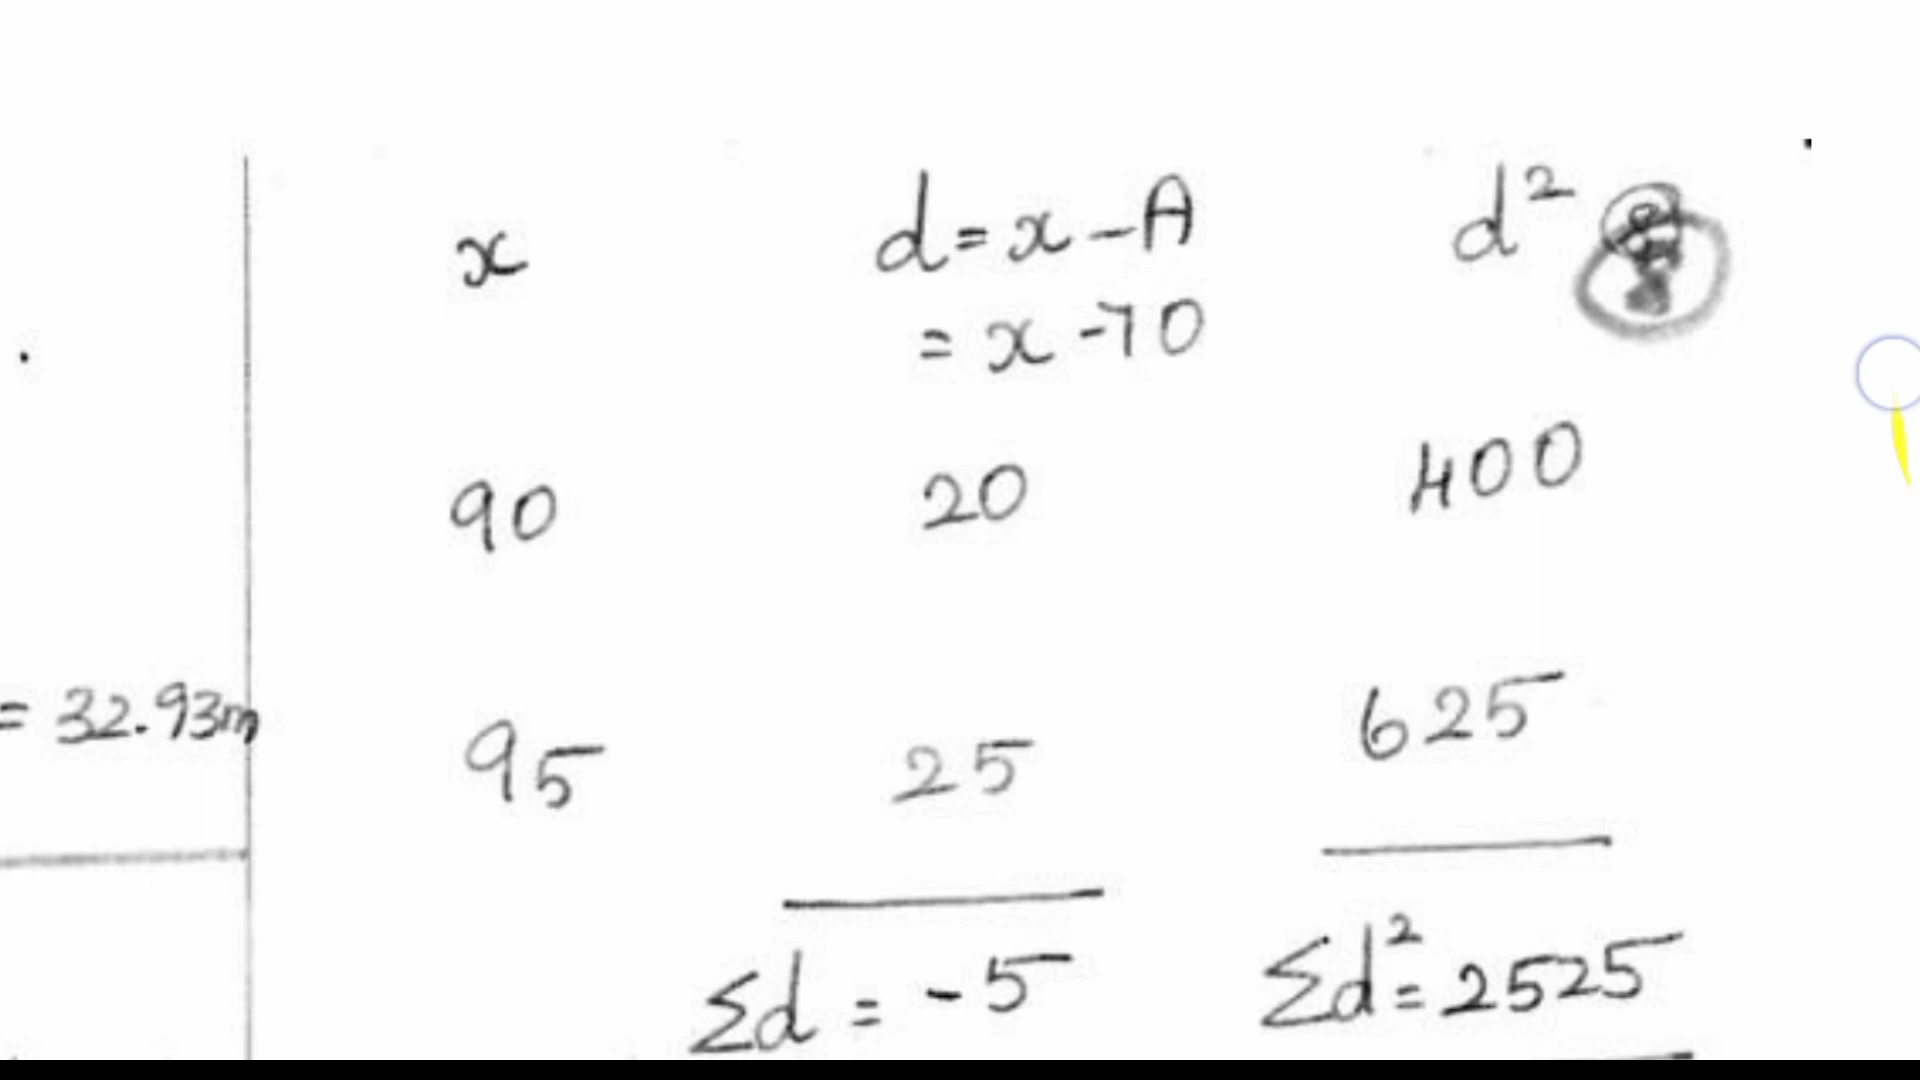 x d = x - A d²
= x - 70
90 20 400
= 32.93m
95 25 625
Σd = -5 Σd² = 2525